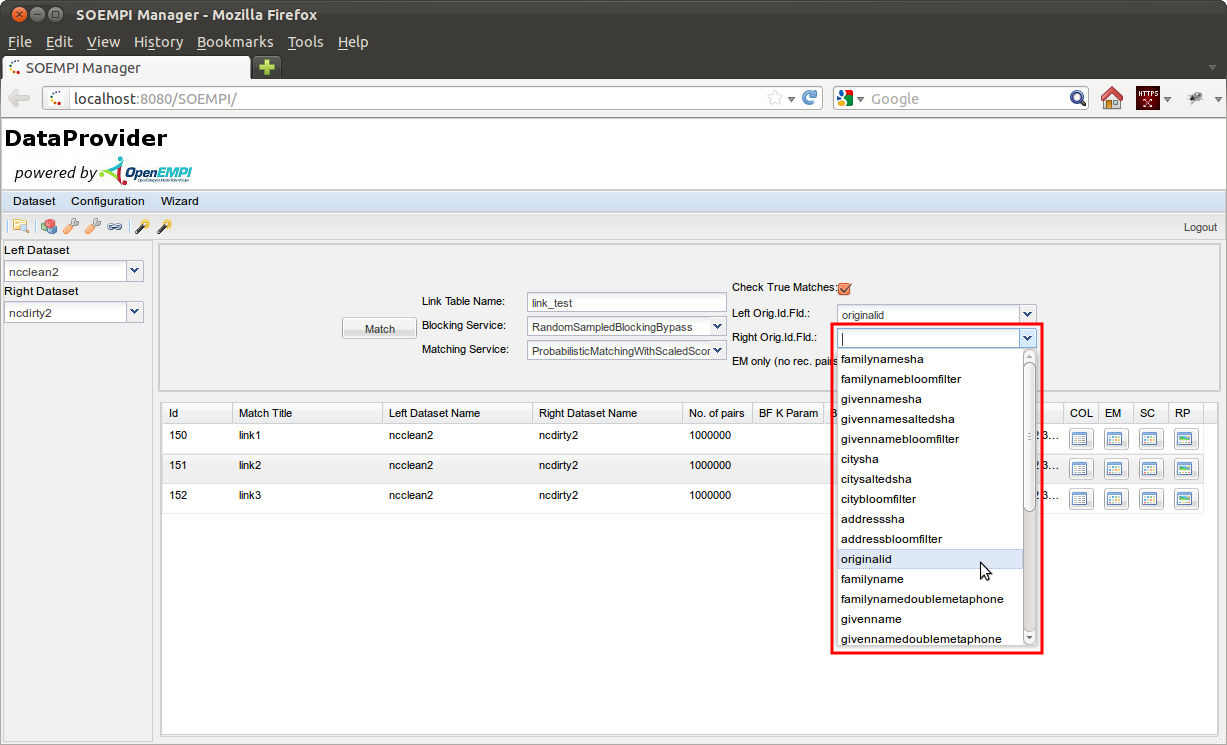 SOEMPI Manager - Mozilla Firefox
File Edit View History Bookmarks Tools Help
SOEMPI Manager
localhost:8080/SOEMPI/
Google
HTTPS
DataProvider
powered by OpenEMPI
Dataset Configuration Wizard
Logout
Left Dataset
ncclean2
Right Dataset
ncdirty2
Match
Link Table Name: link_test
Blocking Service: RandomSampledBlockingBypass
Matching Service: ProbabilisticMatchingWithScaledScor
Check True Matches:
Left Orig.Id.Fld.: originalid
Right Orig.Id.Fld.:
EM only (no rec. pairs
familynamesha
familynamebloomfilter
givennamesha
givennamesaltedsha
givennamebloomfilter
citysha
citysaltedsha
citybloomfilter
addresssha
addressbloomfilter
originalid
familyname
familynamedoublemetaphone
givenname
givennamedoublemetaphone
Id Match Title Left Dataset Name Right Dataset Name No. of pairs BF K Param COL EM SC RP
150 link1 ncclean2 ncdirty2 1000000
151 link2 ncclean2 ncdirty2 1000000
152 link3 ncclean2 ncdirty2 1000000